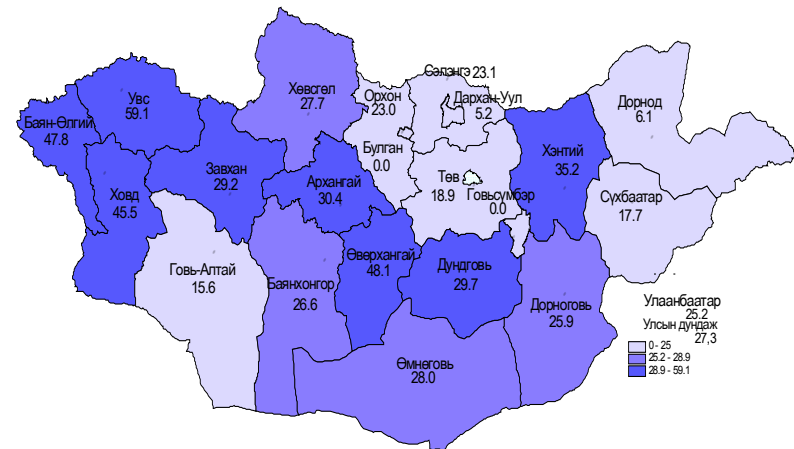 Сэлэнгэ 23.1
Хөвсгөл
27.7
Орхон
23.0
Дархан-Уул
5.2
Увс
59.1
Дорнод
6.1
Баян-Өлгий
47.8
Булган
0.0
Хэнтий
35.2
Завхан
29.2
Архангай
30.4
Төв
18.9
Говьсүмбэр
0.0
Ховд
45.5
Сүхбаатар
17.7
Өвөрхангай
48.1
Дундговь
29.7
Говь-Алтай
15.6
Баянхонгор
26.6
Дорноговь
25.9
Өмнөговь
28.0
Улаанбаатар
25.2
Улсын дундаж
27,3
0 - 25
25.2 - 28.9
28.9 - 59.1